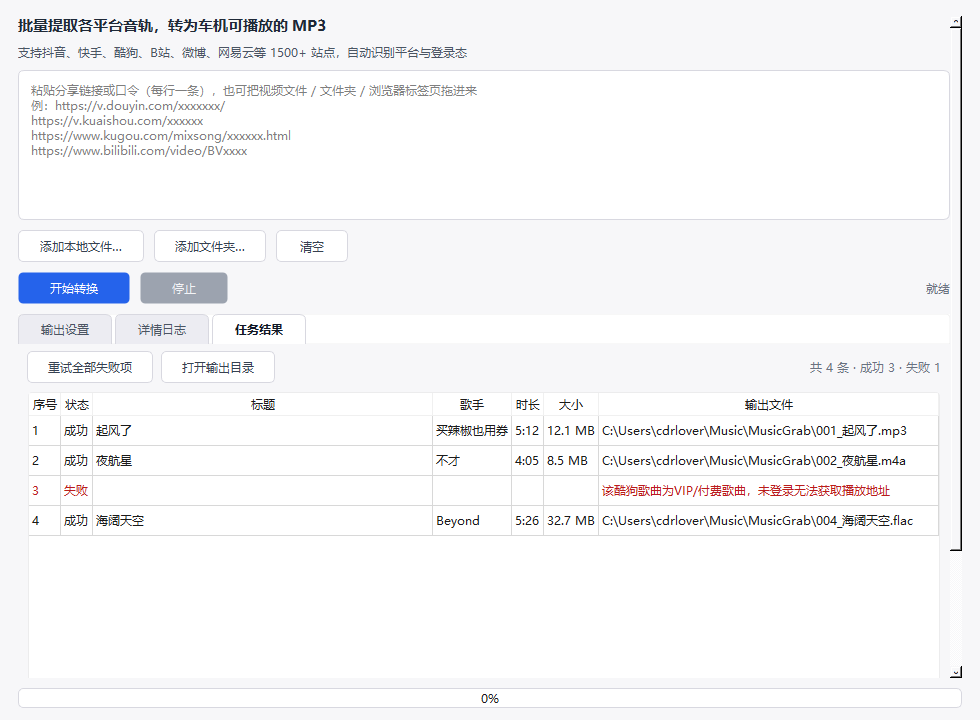 批量提取各平台音轨，转为车机可播放的 MP3
支持抖音、快手、酷狗、B站、微博、网易云等 1500+ 站点，自动识别平台与登录态
粘贴分享链接或口令（每行一条），也可把视频文件 / 文件夹 / 浏览器标签页拖进来
例：https://v.douyin.com/xxxxxxx/
https://v.kuaishou.com/xxxxxx
https://www.kugou.com/mixsong/xxxxxx.html
https://www.bilibili.com/video/BVxxxx
添加本地文件... 添加文件夹... 清空
开始转换 停止 就绪
输出设置 详情日志 任务结果
重试全部失败项 打开输出目录 共 4 条 · 成功 3 · 失败 1
序号 状态 标题 歌手 时长 大小 输出文件
1 成功 起风了 买辣椒也用券 5:12 12.1 MB C:\Users\cdrlover\Music\MusicGrab\001_起风了.mp3
2 成功 夜航星 不才 4:05 8.5 MB C:\Users\cdrlover\Music\MusicGrab\002_夜航星.m4a
3 失败 该酷狗歌曲为VIP/付费歌曲，未登录无法获取播放地址
4 成功 海阔天空 Beyond 5:26 32.7 MB C:\Users\cdrlover\Music\MusicGrab\004_海阔天空.flac
0%